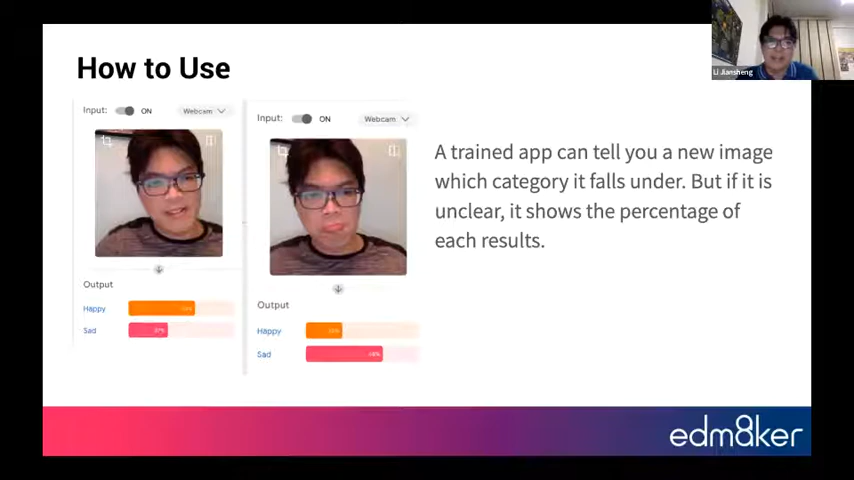 Li Jiansheng
How to Use
Input: ON Webcam
Input: ON Webcam
A trained app can tell you a new image
which category it falls under. But if it is
unclear, it shows the percentage of
each results.
Output
Happy
Sad 37%
Output
Happy
Sad
edm8ker